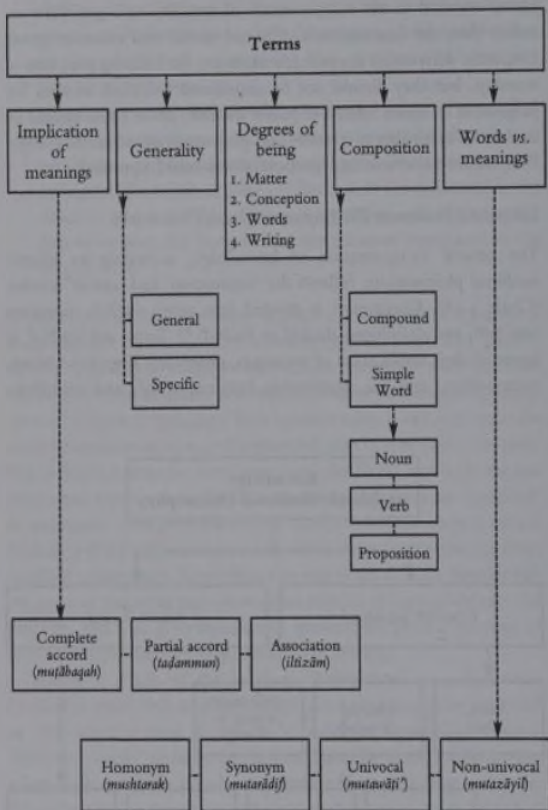 Terms
Implication
of
meanings
Generality
Degrees of
being
1. Matter
2. Conception
3. Words
4. Writing
Composition
Words vs.
meanings
General
Specific
Compound
Simple
Word
Noun
Verb
Proposition
Complete
accord
(muṭābaqah)
Partial accord
(taḍammun)
Association
(iltizām)
Homonym
(mushtarak)
Synonym
(mutarādif)
Univocal
(mutawāṭi’)
Non-univocal
(mutazāyil)